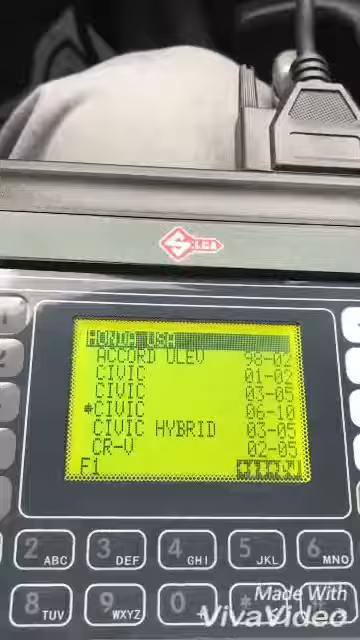 SILCA
HONDA USA
ACCORD ULEV 98-02
CIVIC 01-02
CIVIC 03-05
*CIVIC 06-10
CIVIC HYBRID 03-05
CR-V 02-05
F1
2 ABC 3 DEF 4 GHI 5 JKL 6 MNO
8 TUV 9 WXYZ 0 + *
Made With
VivaVideo